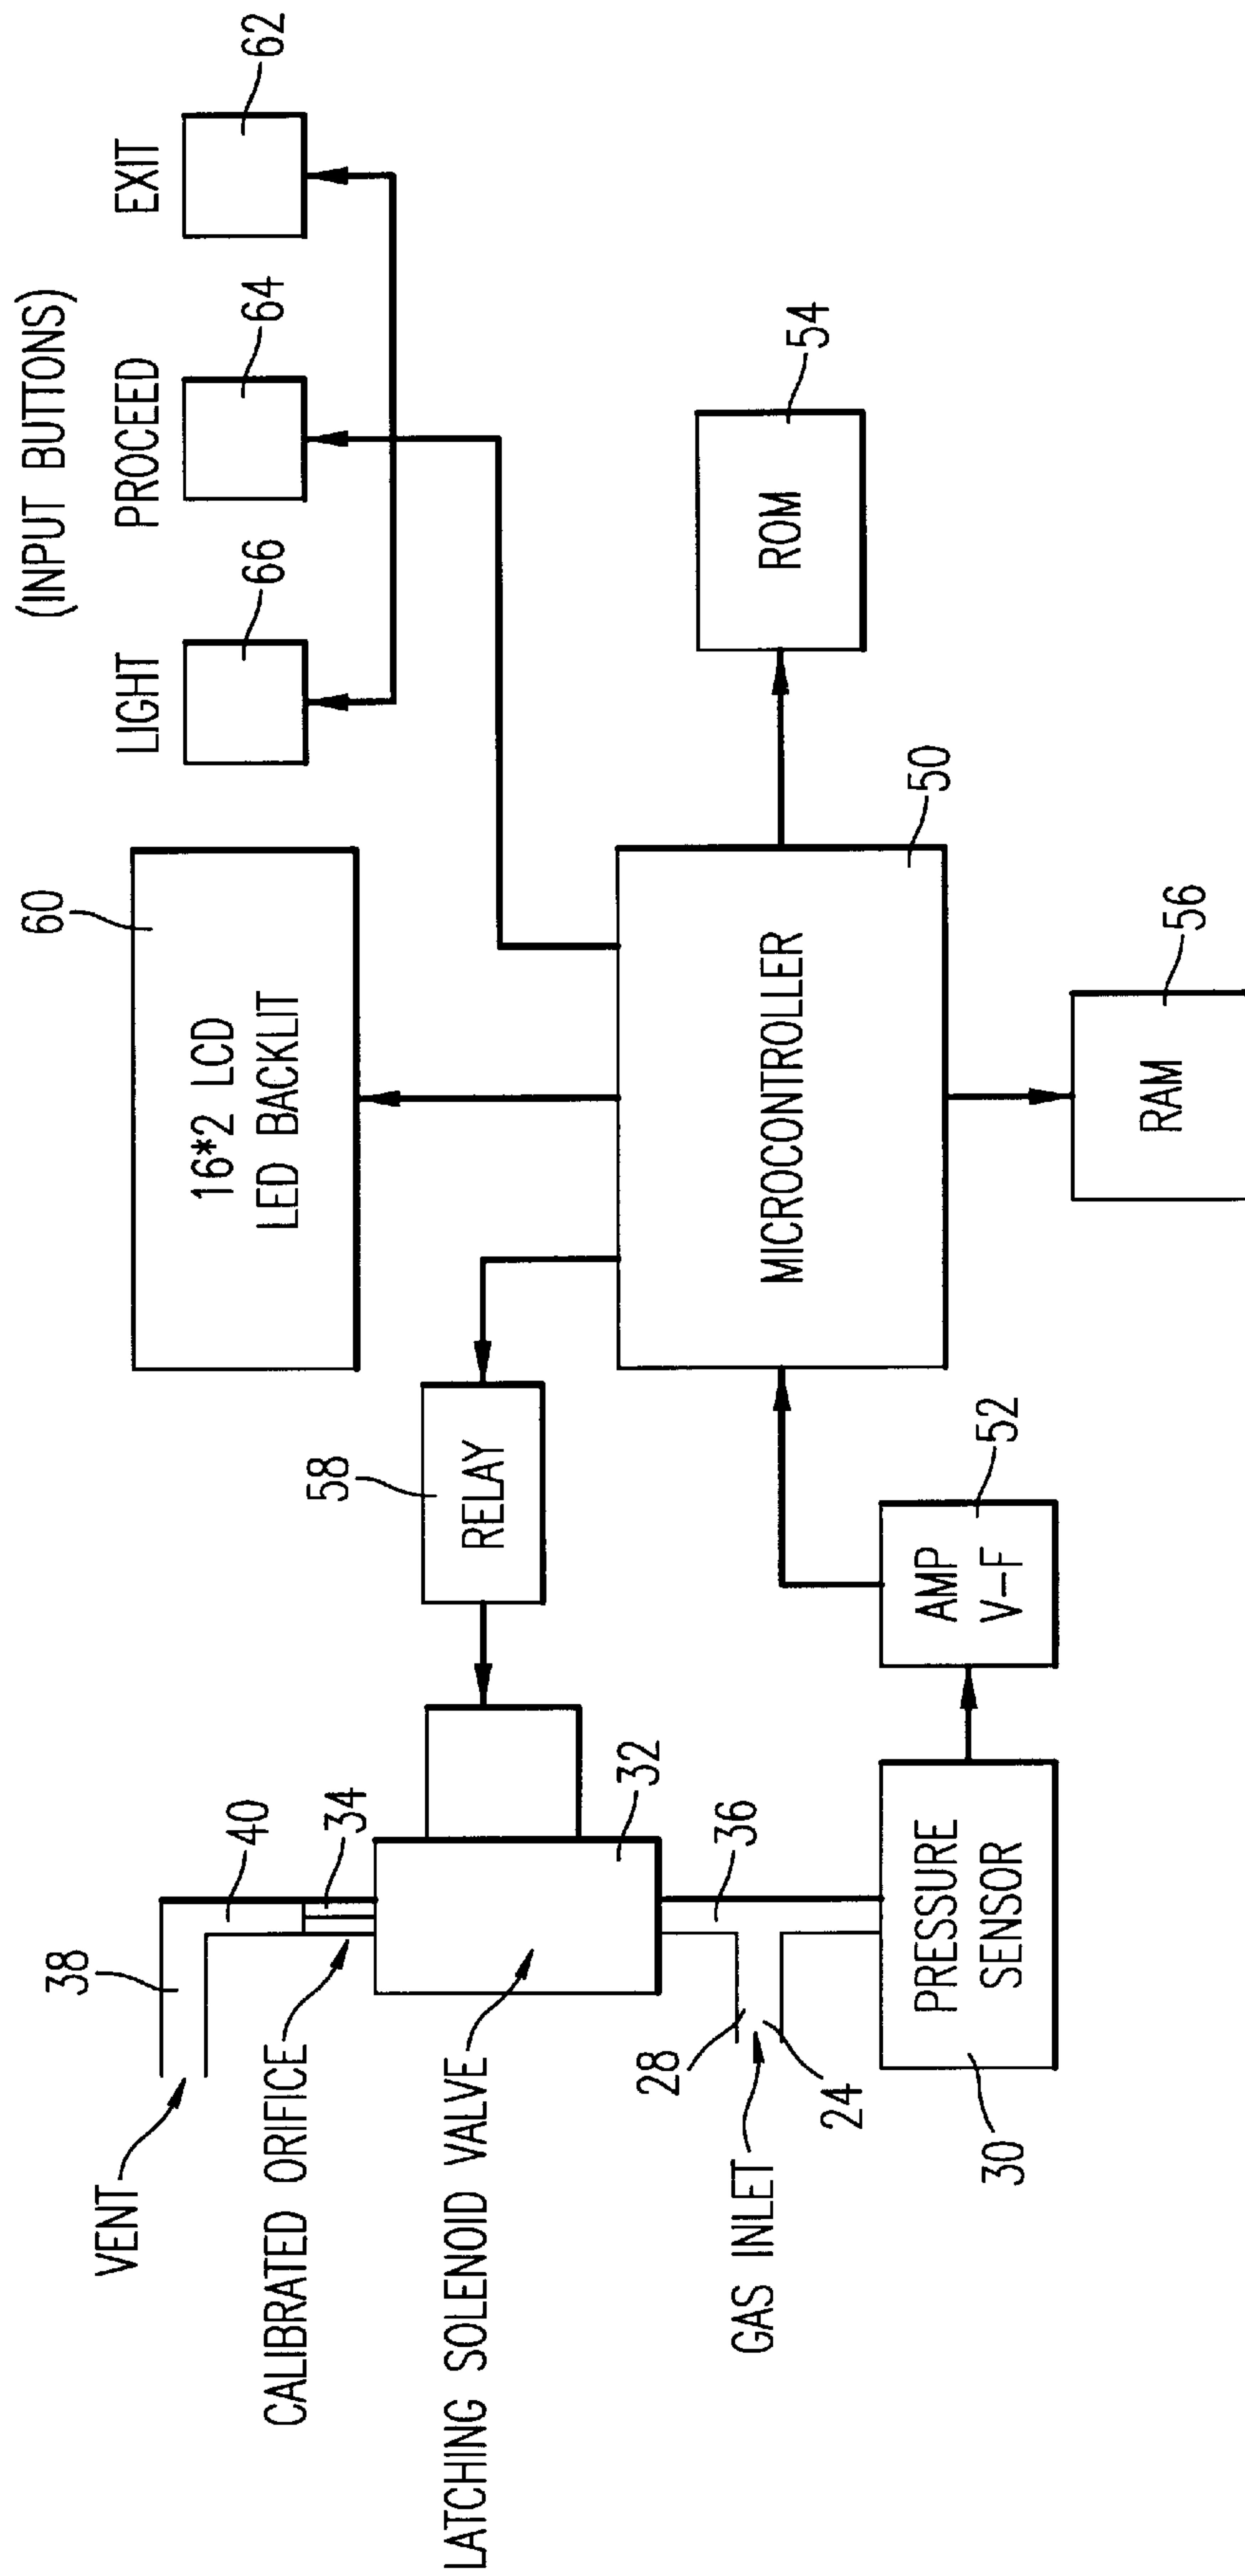 (INPUT BUTTONS)
LIGHT
PROCEED
EXIT
66
64
62
60
16*2 LCD
LED BACKLIT
VENT
38
40
CALIBRATED ORIFICE
34
LATCHING SOLENOID VALVE
32
58
RELAY
MICROCONTROLLER
50
ROM
54
GAS INLET
28
24
36
PRESSURE
SENSOR
30
AMP
V-F
52
RAM
56